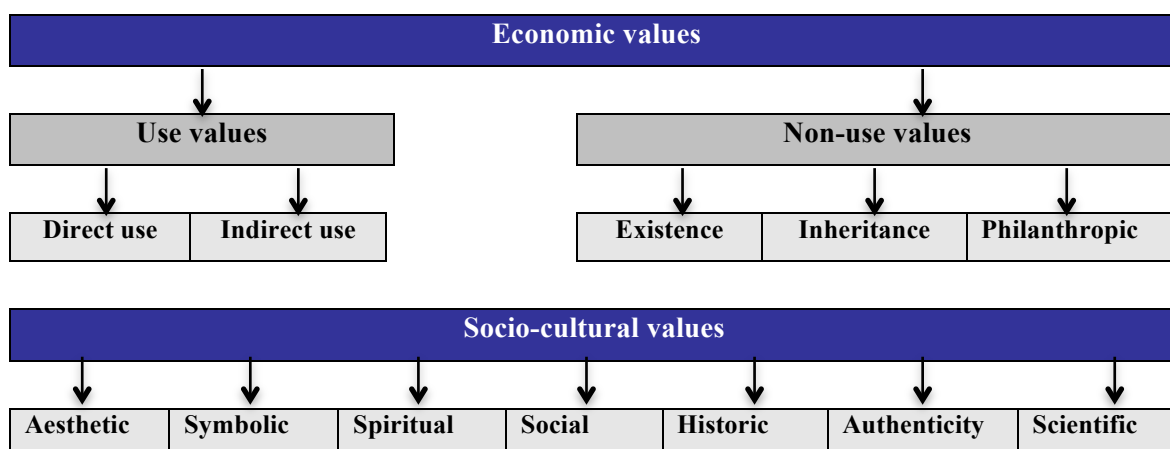 Economic values
Use values Non-use values
Direct use Indirect use Existence Inheritance Philanthropic
Socio-cultural values
Aesthetic Symbolic Spiritual Social Historic Authenticity Scientific